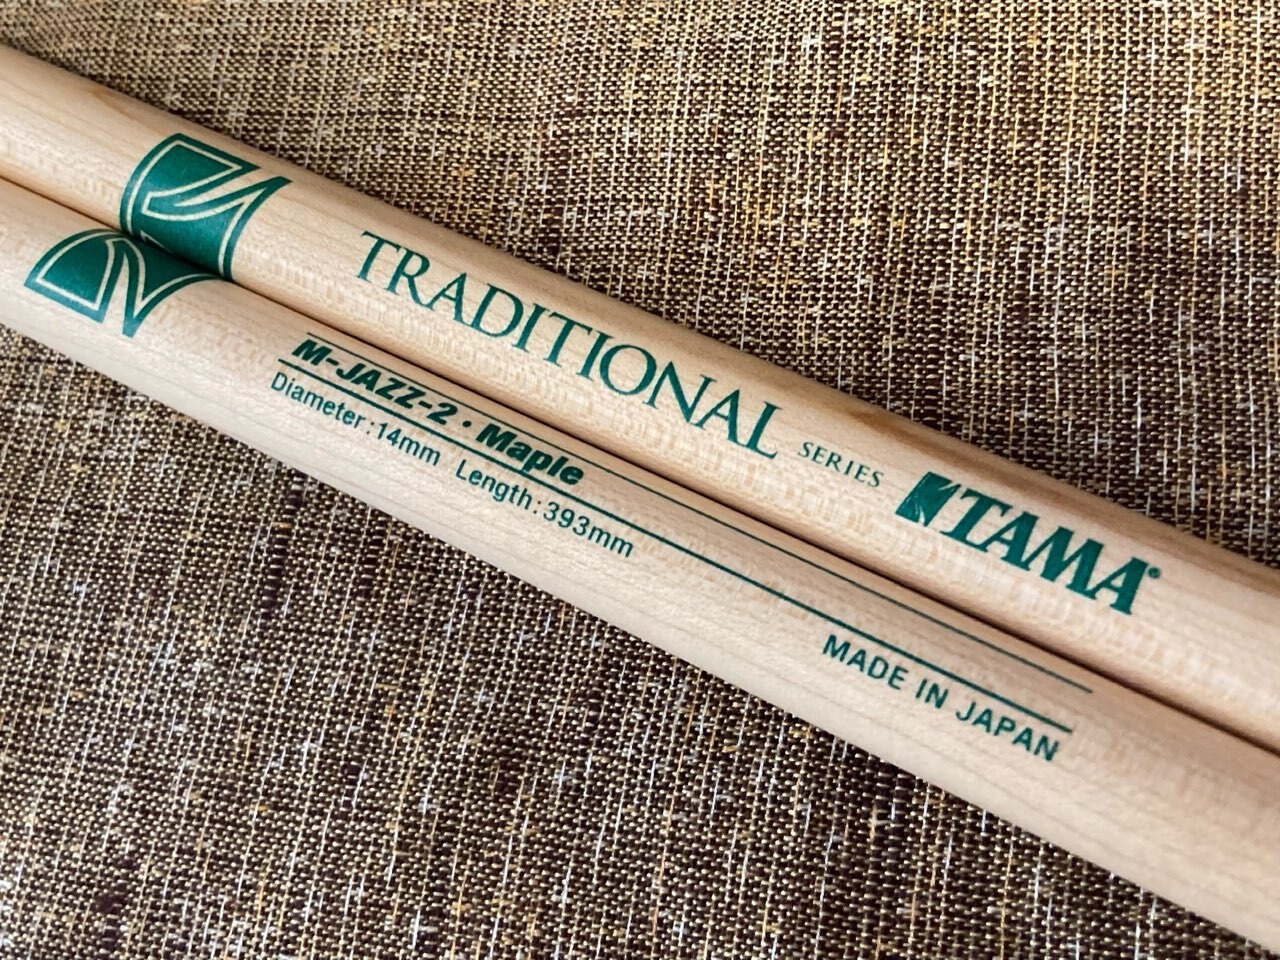 TRADITIONAL SERIES TAMA®
M-JAZZ-2 · Maple
Diameter:14mm Length:393mm
MADE IN JAPAN